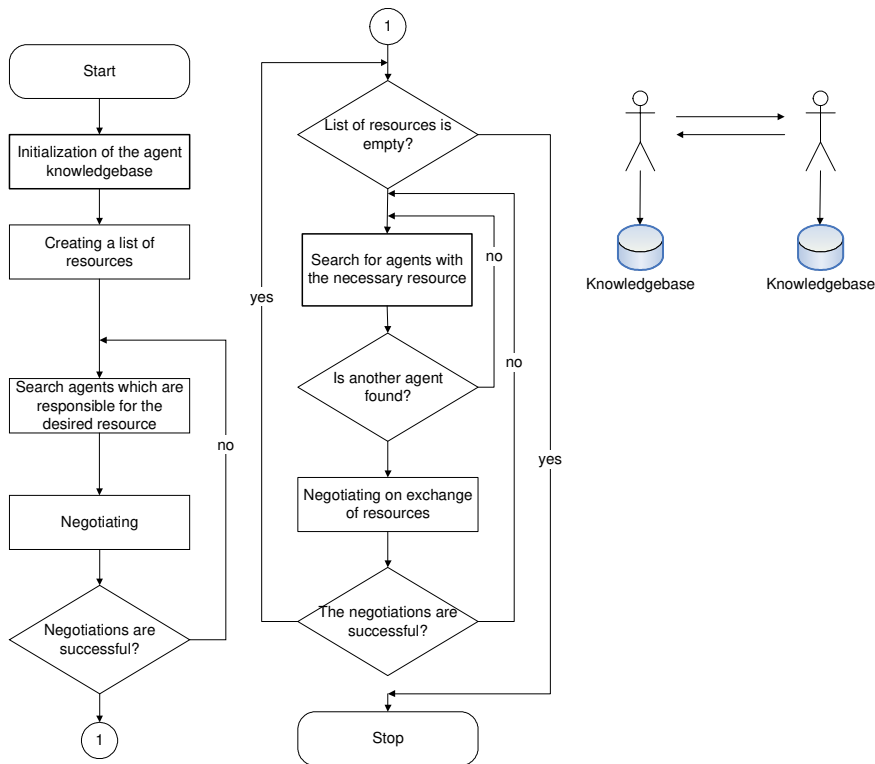 Start
Initialization of the agent
knowledgebase
Creating a list of
resources
Search agents which are
responsible for the
desired resource
no
Negotiating
Negotiations are
successful?
1
1
List of resources is
empty?
Search for agents with
the necessary resource
no
yes
no
Is another agent
found?
yes
Negotiating on exchange
of resources
The negotiations are
successful?
Stop
Knowledgebase
Knowledgebase